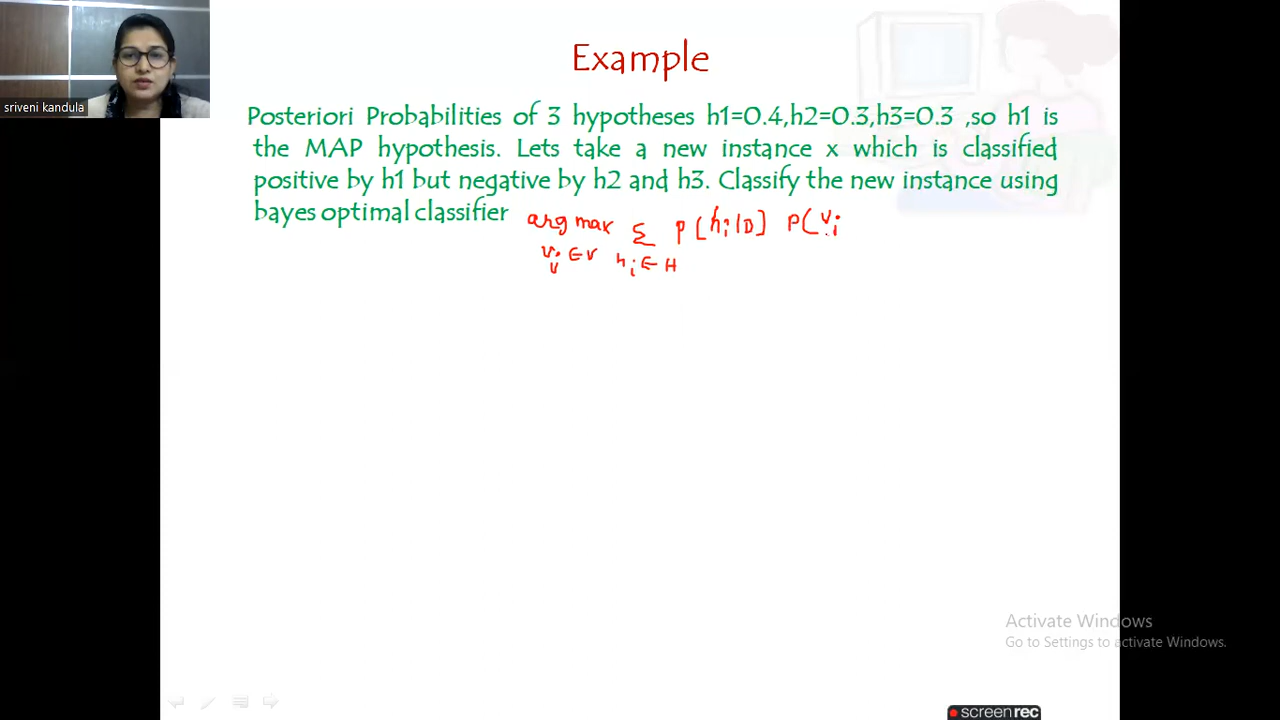 sriveni kandula
Example
Posteriori Probabilities of 3 hypotheses h1=0.4,h2=0.3,h3=0.3 ,so h1 is
the MAP hypothesis. Lets take a new instance x which is classified
positive by h1 but negative by h2 and h3. Classify the new instance using
bayes optimal classifier
arg max Σ P[hi|D] P(vi
vj ∈ v hi ∈ H
Activate Windows
Go to Settings to activate Windows.
screenrec